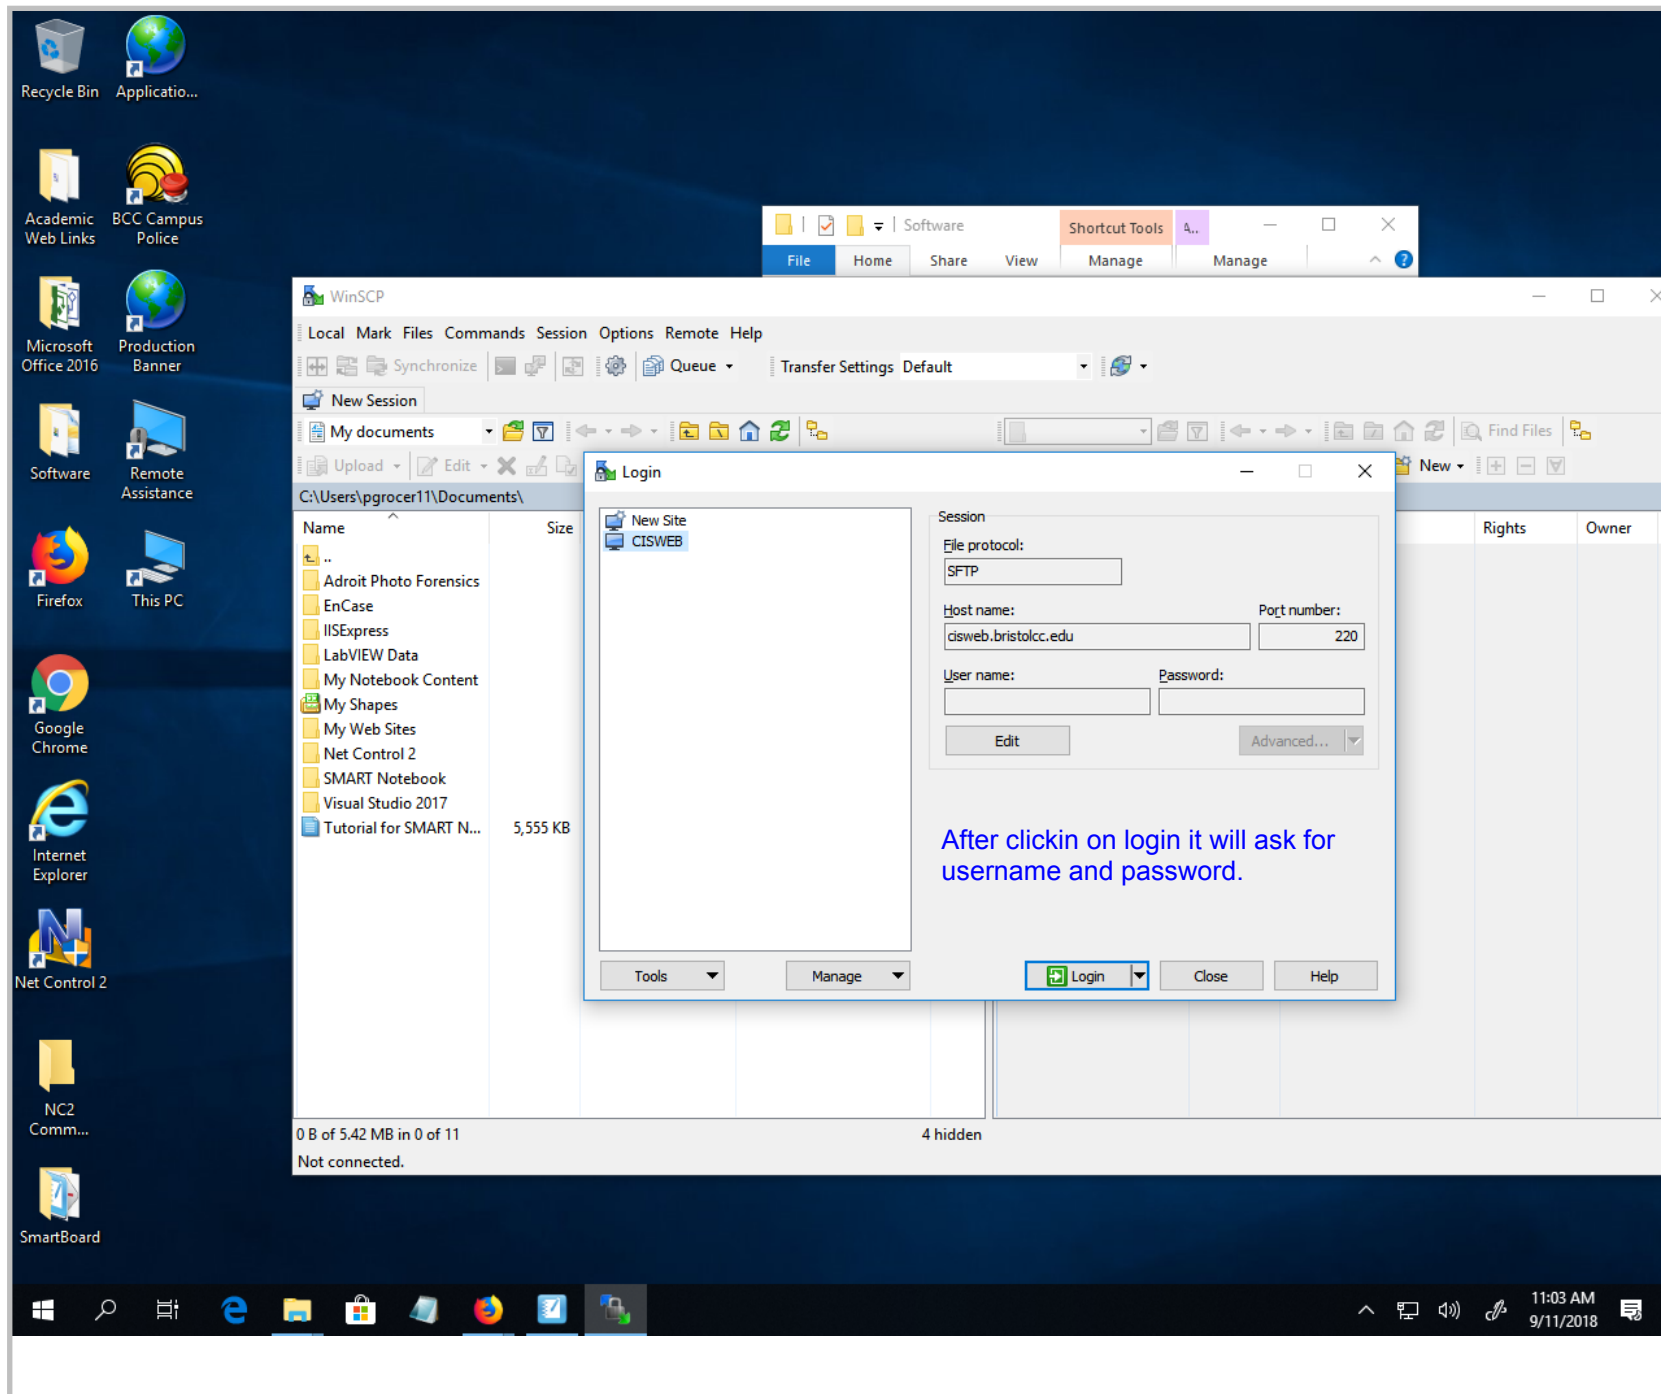 Recycle Bin
Applicatio...
Academic
Web Links
BCC Campus
Police
Microsoft
Office 2016
Production
Banner
Software
Remote
Assistance
Firefox
This PC
Google
Chrome
Internet
Explorer
Net Control 2
NC2
Comm...
SmartBoard
Software
Shortcut Tools
A...
File Home Share View Manage Manage
WinSCP
Local Mark Files Commands Session Options Remote Help
Synchronize Queue Transfer Settings Default
New Session
My documents Find Files
Upload Edit New
C:\Users\pgrocer11\Documents\
Name Size Rights Owner
..
Adroit Photo Forensics
EnCase
IISExpress
LabVIEW Data
My Notebook Content
My Shapes
My Web Sites
Net Control 2
SMART Notebook
Visual Studio 2017
Tutorial for SMART N... 5,555 KB
Login
New Site
CISWEB
Session
File protocol:
SFTP
Host name: Port number:
cisweb.bristolcc.edu 220
User name: Password:
Edit Advanced...
After clickin on login it will ask for
username and password.
Tools Manage Login Close Help
0 B of 5.42 MB in 0 of 11 4 hidden
Not connected.
11:03 AM
9/11/2018